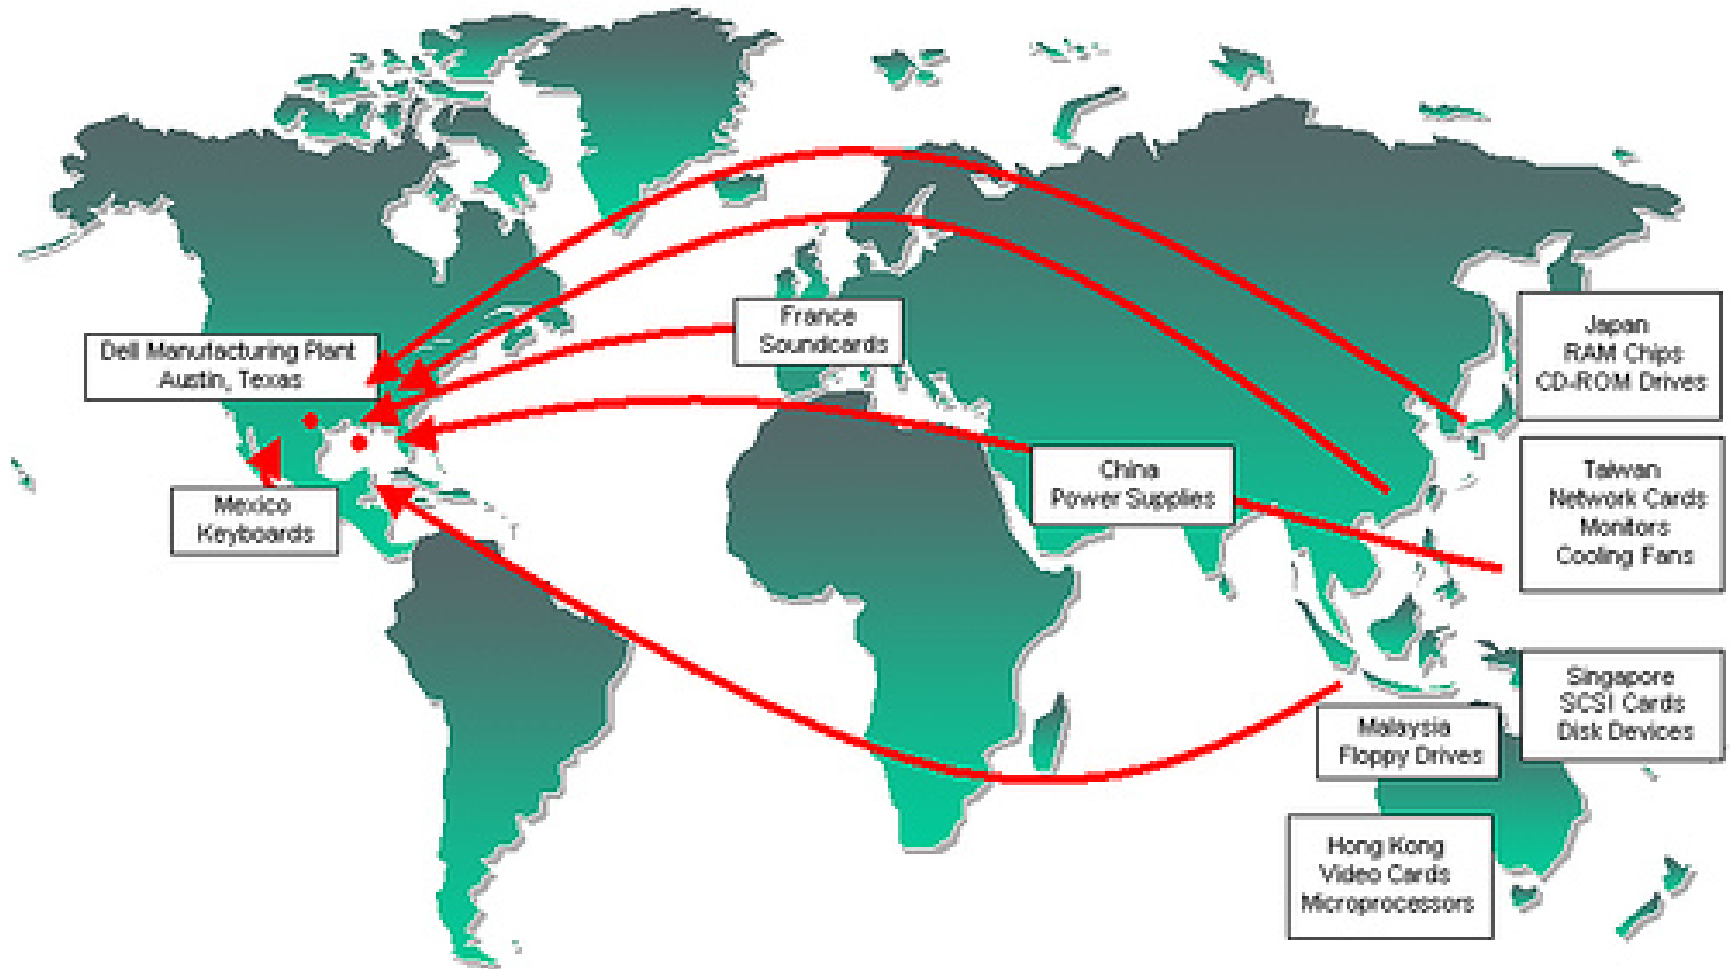 Dell Manufacturing Plant
Austin, Texas
Mexico
Keyboards
France
Soundcards
China
Power Supplies
Japan
RAM Chips
CD-ROM Drives
Taiwan
Network Cards
Monitors
Cooling Fans
Singapore
SCSI Cards
Disk Devices
Malaysia
Floppy Drives
Hong Kong
Video Cards
Microprocessors